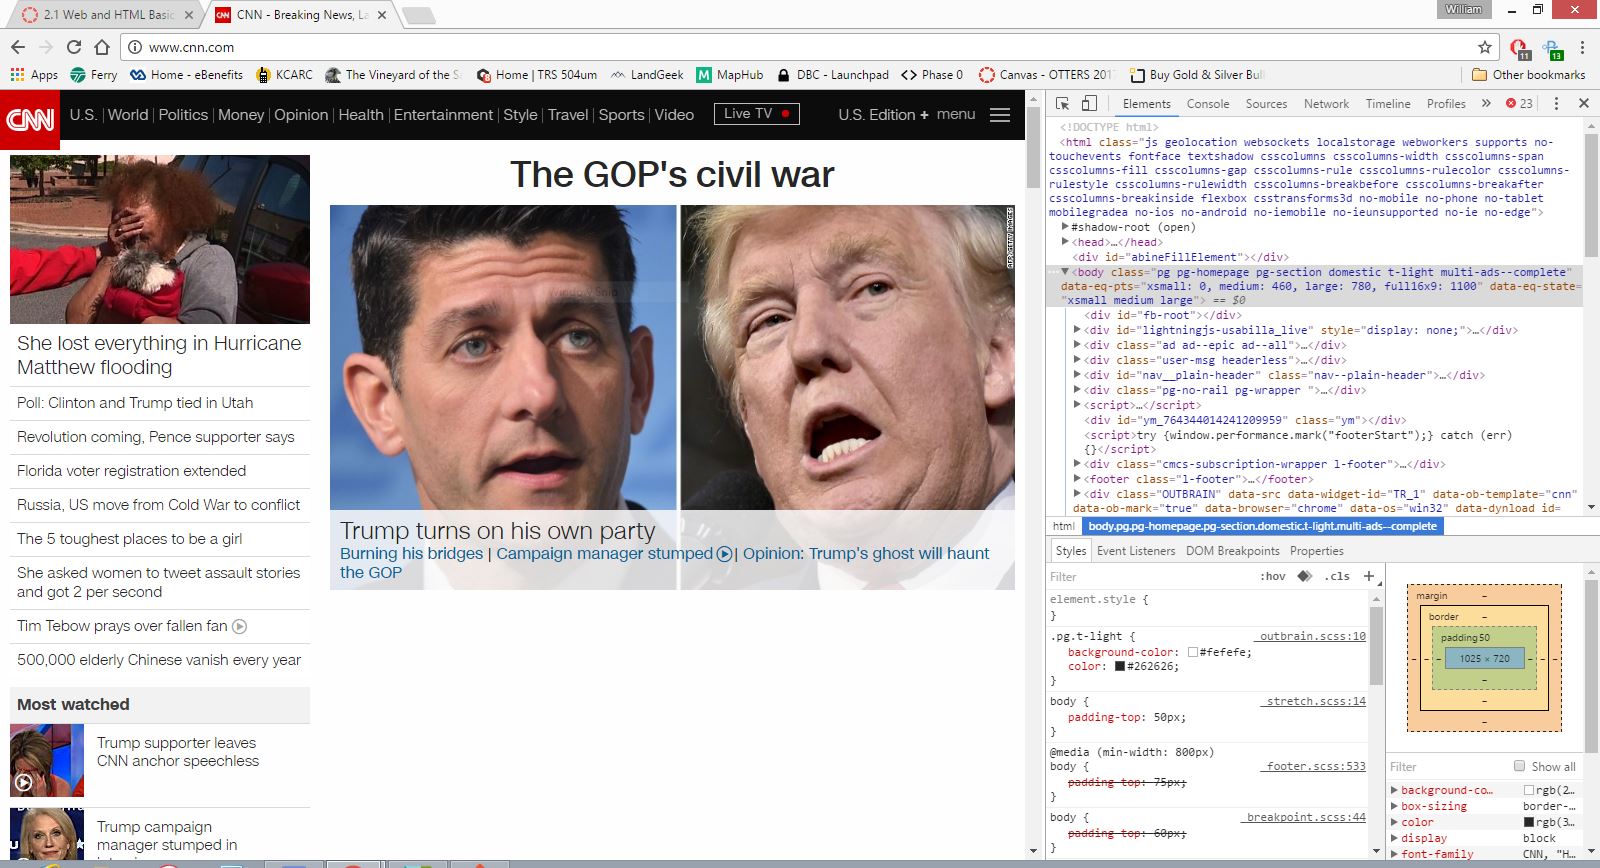 2.1 Web and HTML Basic
CNN - Breaking News, La
William
www.cnn.com
11
13
Apps
Ferry
Home - eBenefits
KCARC
The Vineyard of the S
Home | TRS 504um
LandGeek
MapHub
DBC - Launchpad
Phase 0
Canvas - OTTERS 2017
Buy Gold & Silver Bul
Other bookmarks
CNN
U.S.
World
Politics
Money
Opinion
Health
Entertainment
Style
Travel
Sports
Video
Live TV
U.S. Edition +
menu
She lost everything in Hurricane
Matthew flooding
Poll: Clinton and Trump tied in Utah
Revolution coming, Pence supporter says
Florida voter registration extended
Russia, US move from Cold War to conflict
The 5 toughest places to be a girl
She asked women to tweet assault stories
and got 2 per second
Tim Tebow prays over fallen fan
500,000 elderly Chinese vanish every year
Most watched
Trump supporter leaves
CNN anchor speechless
Trump campaign
manager stumped in
The GOP's civil war
AFP/GETTY IMAGES
Window Snip
Trump turns on his own party
Burning his bridges | Campaign manager stumped | Opinion: Trump's ghost will haunt
the GOP
Elements
Console
Sources
Network
Timeline
Profiles
»
23
<!DOCTYPE html>
<html class="js geolocation websockets localstorage webworkers supports no-
touchevents fontface textshadow csscolumns csscolumns-width csscolumns-span
csscolumns-fill csscolumns-gap csscolumns-rule csscolumns-rulecolor csscolumns-
rulestyle csscolumns-rulewidth csscolumns-breakbefore csscolumns-breakafter
csscolumns-breakinside flexbox csstransforms3d no-mobile no-phone no-tablet
mobilegradea no-ios no-android no-iemobile no-ieunsupported no-ie no-edge">
#shadow-root (open)
<head>…</head>
<div id="abineFillElement"></div>
<body class="pg pg-homepage pg-section domestic t-light multi-ads--complete"
data-eq-pts="xsmall: 0, medium: 460, large: 780, full16x9: 1100" data-eq-state=
"xsmall medium large"> == $0
<div id="fb-root"></div>
<div id="lightningjs-usabilla_live" style="display: none;">…</div>
<div class="ad ad--epic ad--all">…</div>
<div class="user-msg headerless">…</div>
<div id="nav__plain-header" class="nav--plain-header">…</div>
<div class="pg-no-rail pg-wrapper ">…</div>
<script>…</script>
<div id="ym_764344014241209959" class="ym"></div>
<script>try {window.performance.mark("footerStart");} catch (err)
{}</script>
<div class="cmcs-subscription-wrapper l-footer">…</div>
<footer class="l-footer">…</footer>
<div class="OUTBRAIN" data-src data-widget-id="TR_1" data-ob-template="cnn"
data-ob-mark="true" data-browser="chrome" data-os="win32" data-dynload id=
html
body.pg.pg-homepage.pg-section.domestic.t-light.multi-ads--complete
Styles
Event Listeners
DOM Breakpoints
Properties
Filter
:hov
.cls
+
element.style {
}
.pg.t-light {
_outbrain.scss:10
background-color: #fefefe;
color: #262626;
}
body {
_stretch.scss:14
padding-top: 50px;
}
@media (min-width: 800px)
body {
_footer.scss:533
padding-top: 75px;
}
body {
_breakpoint.scss:44
padding-top: 60px;
margin
border
padding50
1025 × 720
Filter
Show all
background-co…
rgb(2…
box-sizing
border-…
color
rgb(3…
display
block
font-family
CNN, "H…